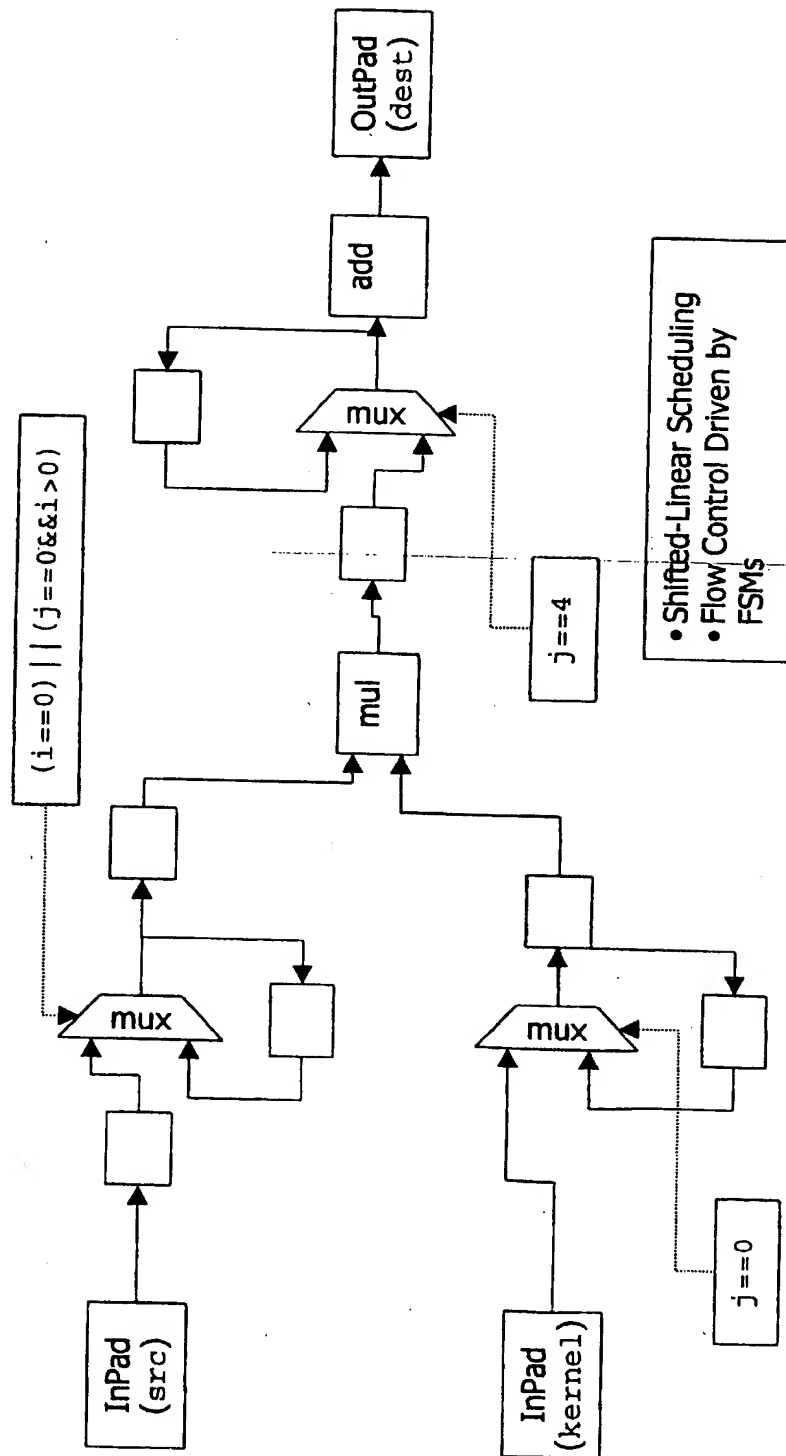 (i==0) || (j==0&&i>0)
InPad
(src)
mux
mul
mux
add
OutPad
(dest)
InPad
(kernel)
mux
j==0
j==4
• Shifted-Linear Scheduling
• Flow Control Driven by
FSMs